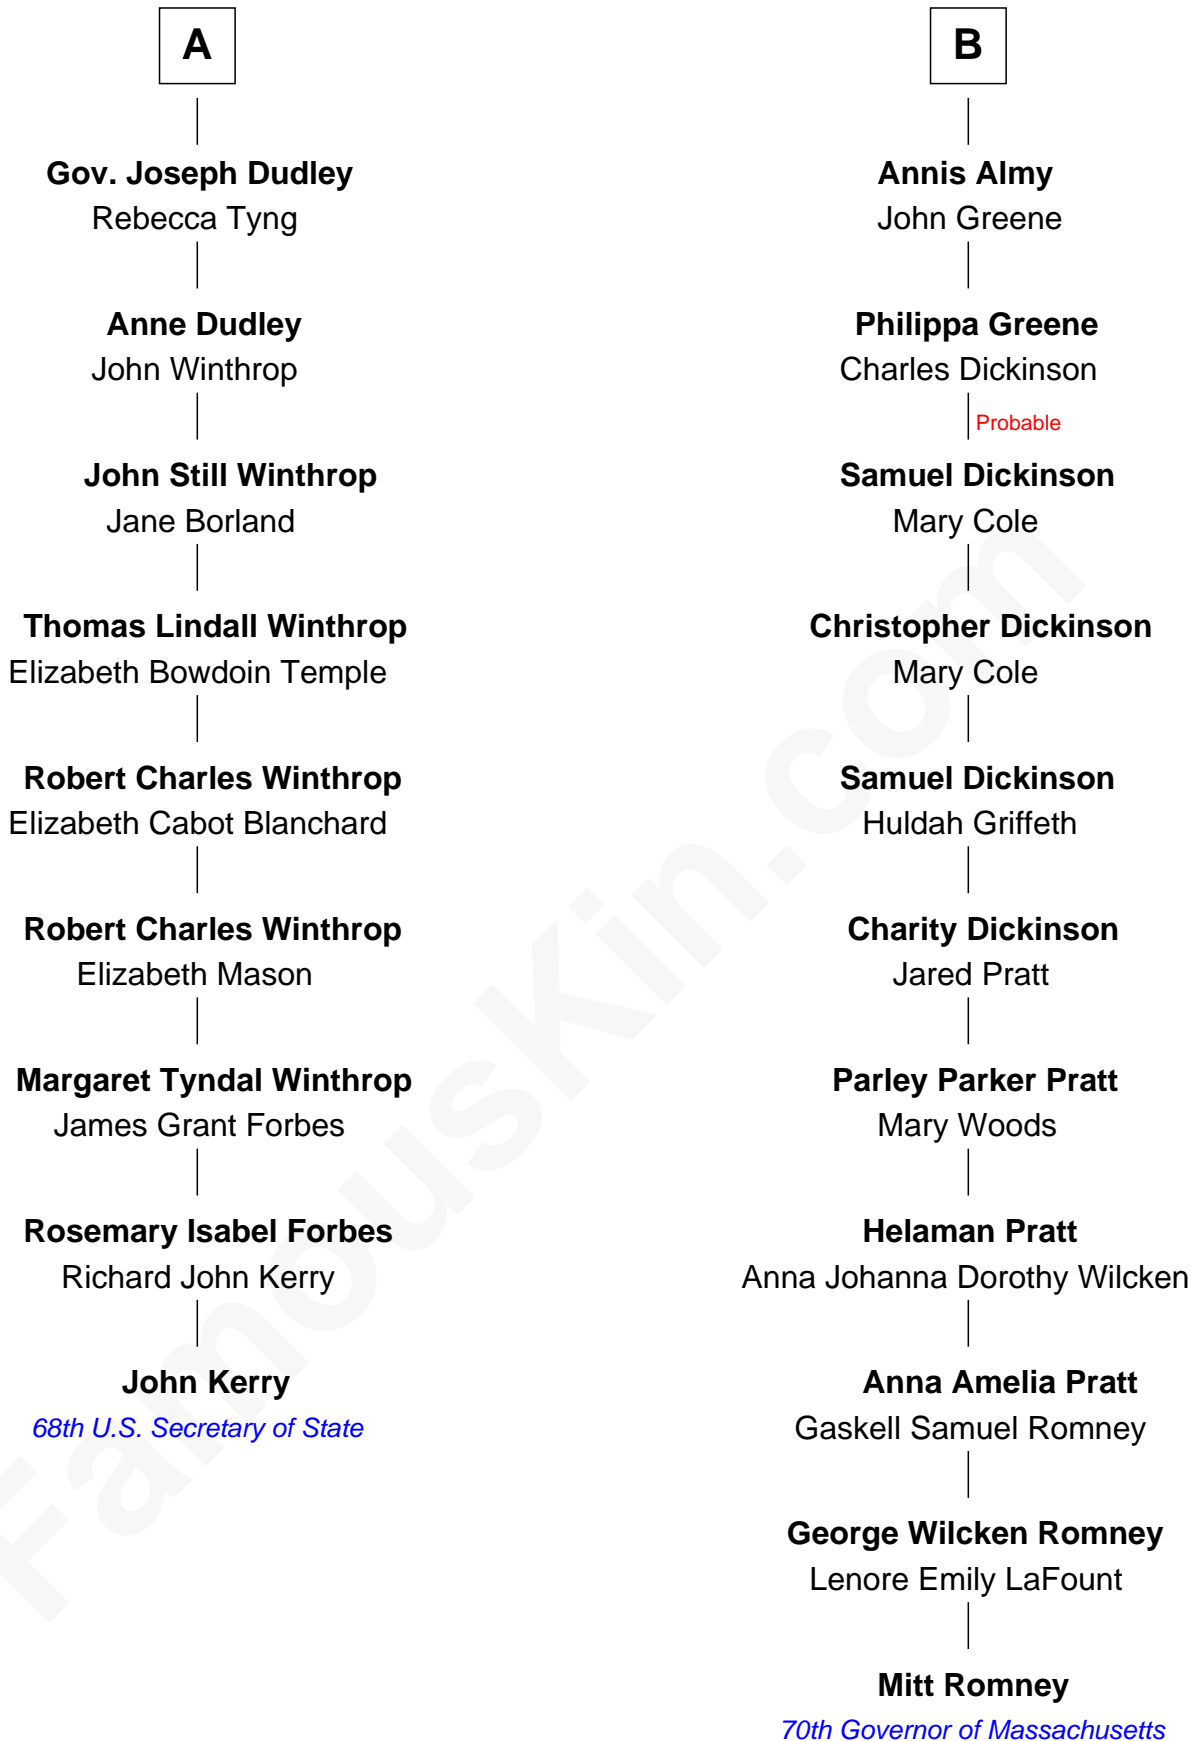 A
Gov. Joseph Dudley
Rebecca Tyng
Anne Dudley
John Winthrop
John Still Winthrop
Jane Borland
Thomas Lindall Winthrop
Elizabeth Bowdoin Temple
Robert Charles Winthrop
Elizabeth Cabot Blanchard
Robert Charles Winthrop
Elizabeth Mason
Margaret Tyndal Winthrop
James Grant Forbes
Rosemary Isabel Forbes
Richard John Kerry
John Kerry
68th U.S. Secretary of State
B
Annis Almy
John Greene
Philippa Greene
Charles Dickinson
Probable
Samuel Dickinson
Mary Cole
Christopher Dickinson
Mary Cole
Samuel Dickinson
Huldah Griffeth
Charity Dickinson
Jared Pratt
Parley Parker Pratt
Mary Woods
Helaman Pratt
Anna Johanna Dorothy Wilcken
Anna Amelia Pratt
Gaskell Samuel Romney
George Wilcken Romney
Lenore Emily LaFount
Mitt Romney
70th Governor of Massachusetts
FamousKin.com